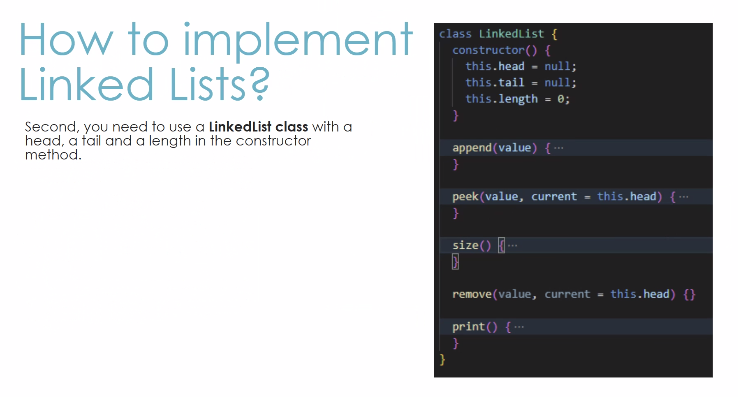 How to implement
Linked Lists?
Second, you need to use a LinkedList class with a
head, a tail and a length in the constructor
method.
class LinkedList {
constructor() {
this.head = null;
this.tail = null;
this.length = 0;
}
append(value) {···
}
peek(value, current = this.head) {···
}
size() {···
}
remove(value, current = this.head) {}
print() {···
}
}